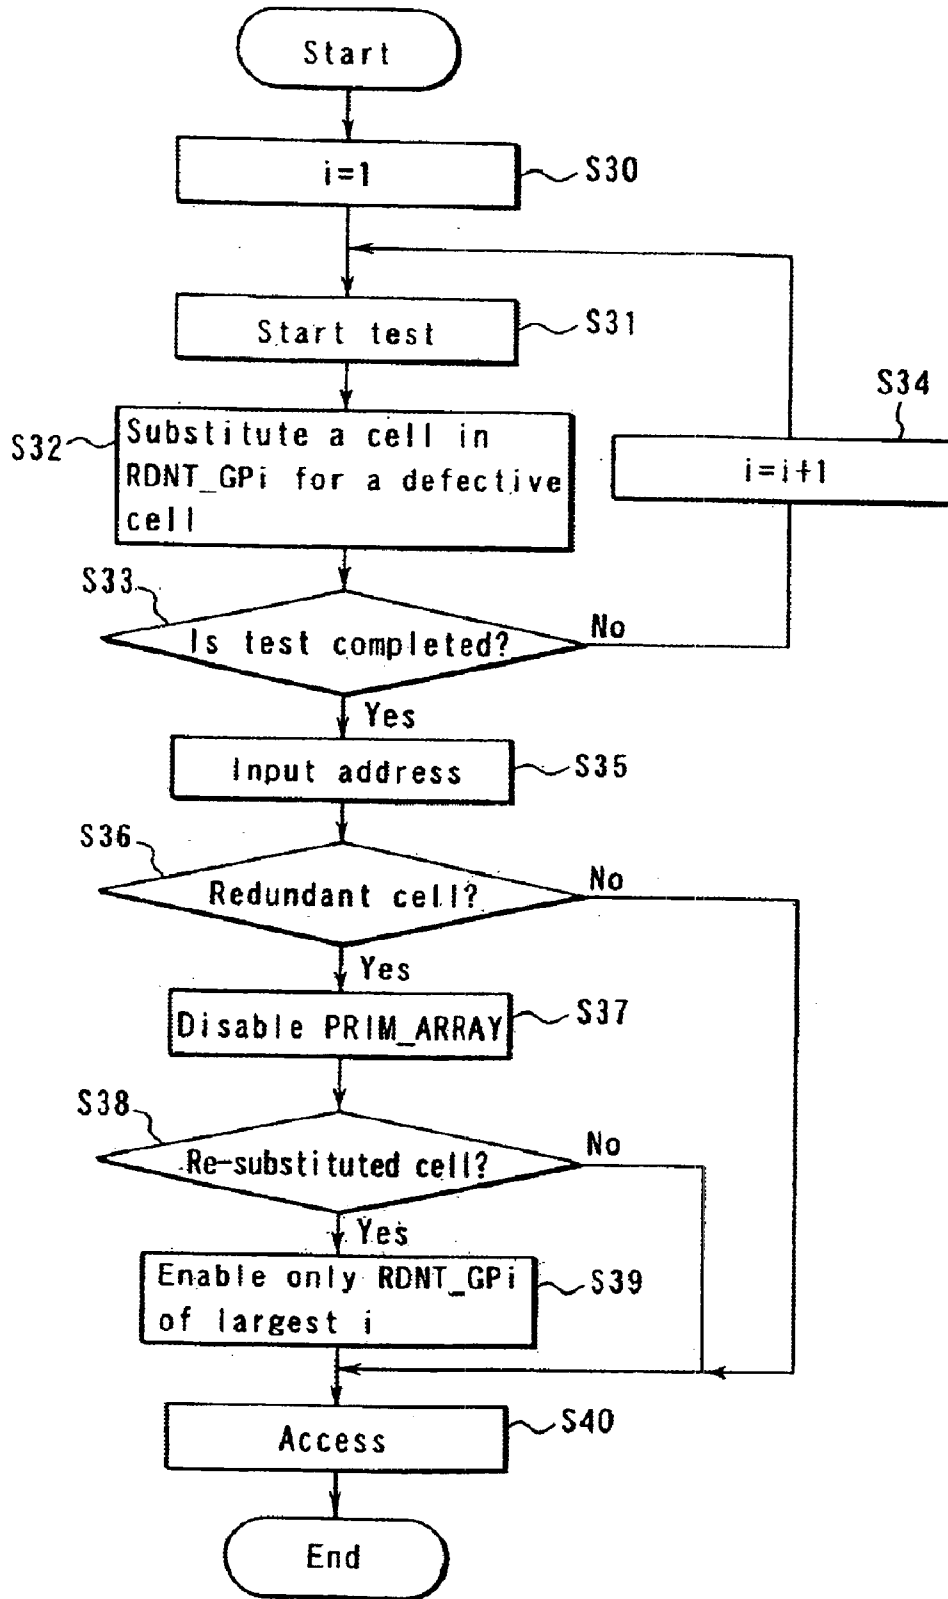 Start
i=1
S30
Start test
S31
S34
i=i+1
S32
Substitute a cell in
RDNT_GPi for a defective
cell
S33
Is test completed?
No
Yes
Input address
S35
S36
Redundant cell?
No
Yes
Disable PRIM_ARRAY
S37
S38
Re-substituted cell?
No
Yes
Enable only RDNT_GPi
of largest i
S39
Access
S40
End